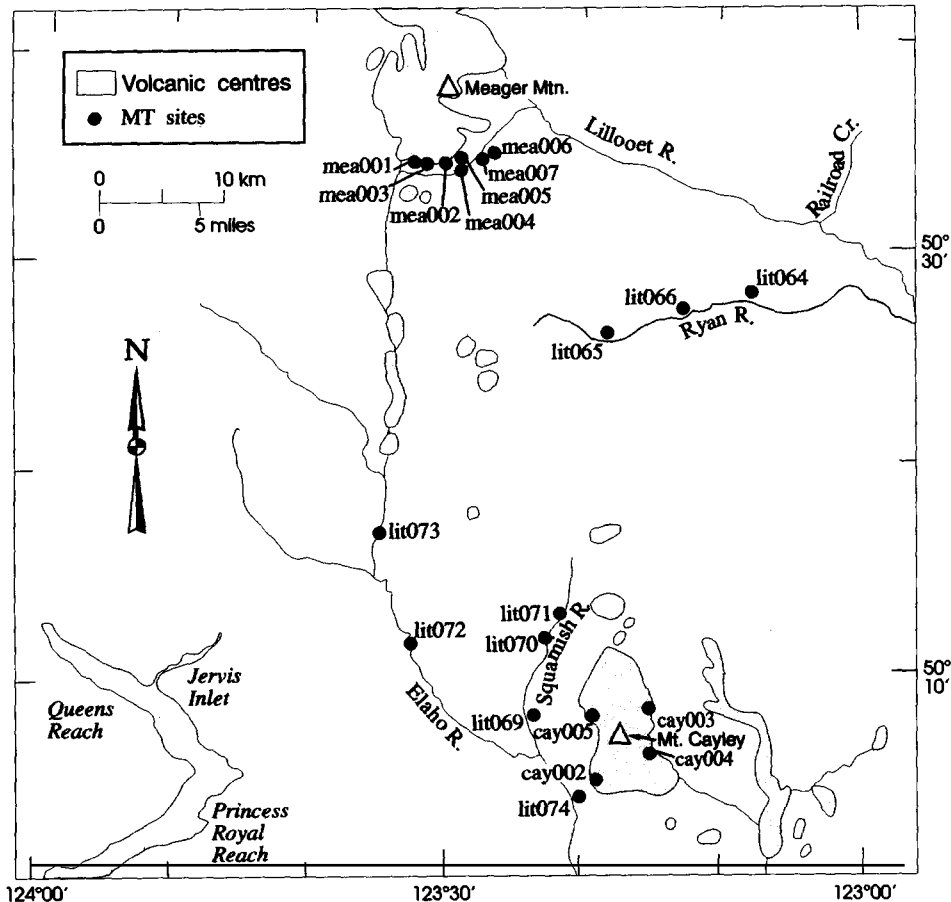 Volcanic centres
MT sites
Meager Mtn.
Lillooet R.
Railroad Cr.
mea001
mea003
mea002
mea006
mea007
mea005
mea004
0 10 km
0 5 miles
50°
30'
lit064
lit066
Ryan R.
lit065
N
lit073
lit071
lit072
lit070
Squamish R.
50°
10'
Jervis
Inlet
Queens
Reach
Elaho R.
lit069
cay005
cay003
Mt. Cayley
cay004
cay002
lit074
Princess
Royal
Reach
124°00'
123°30'
123°00'